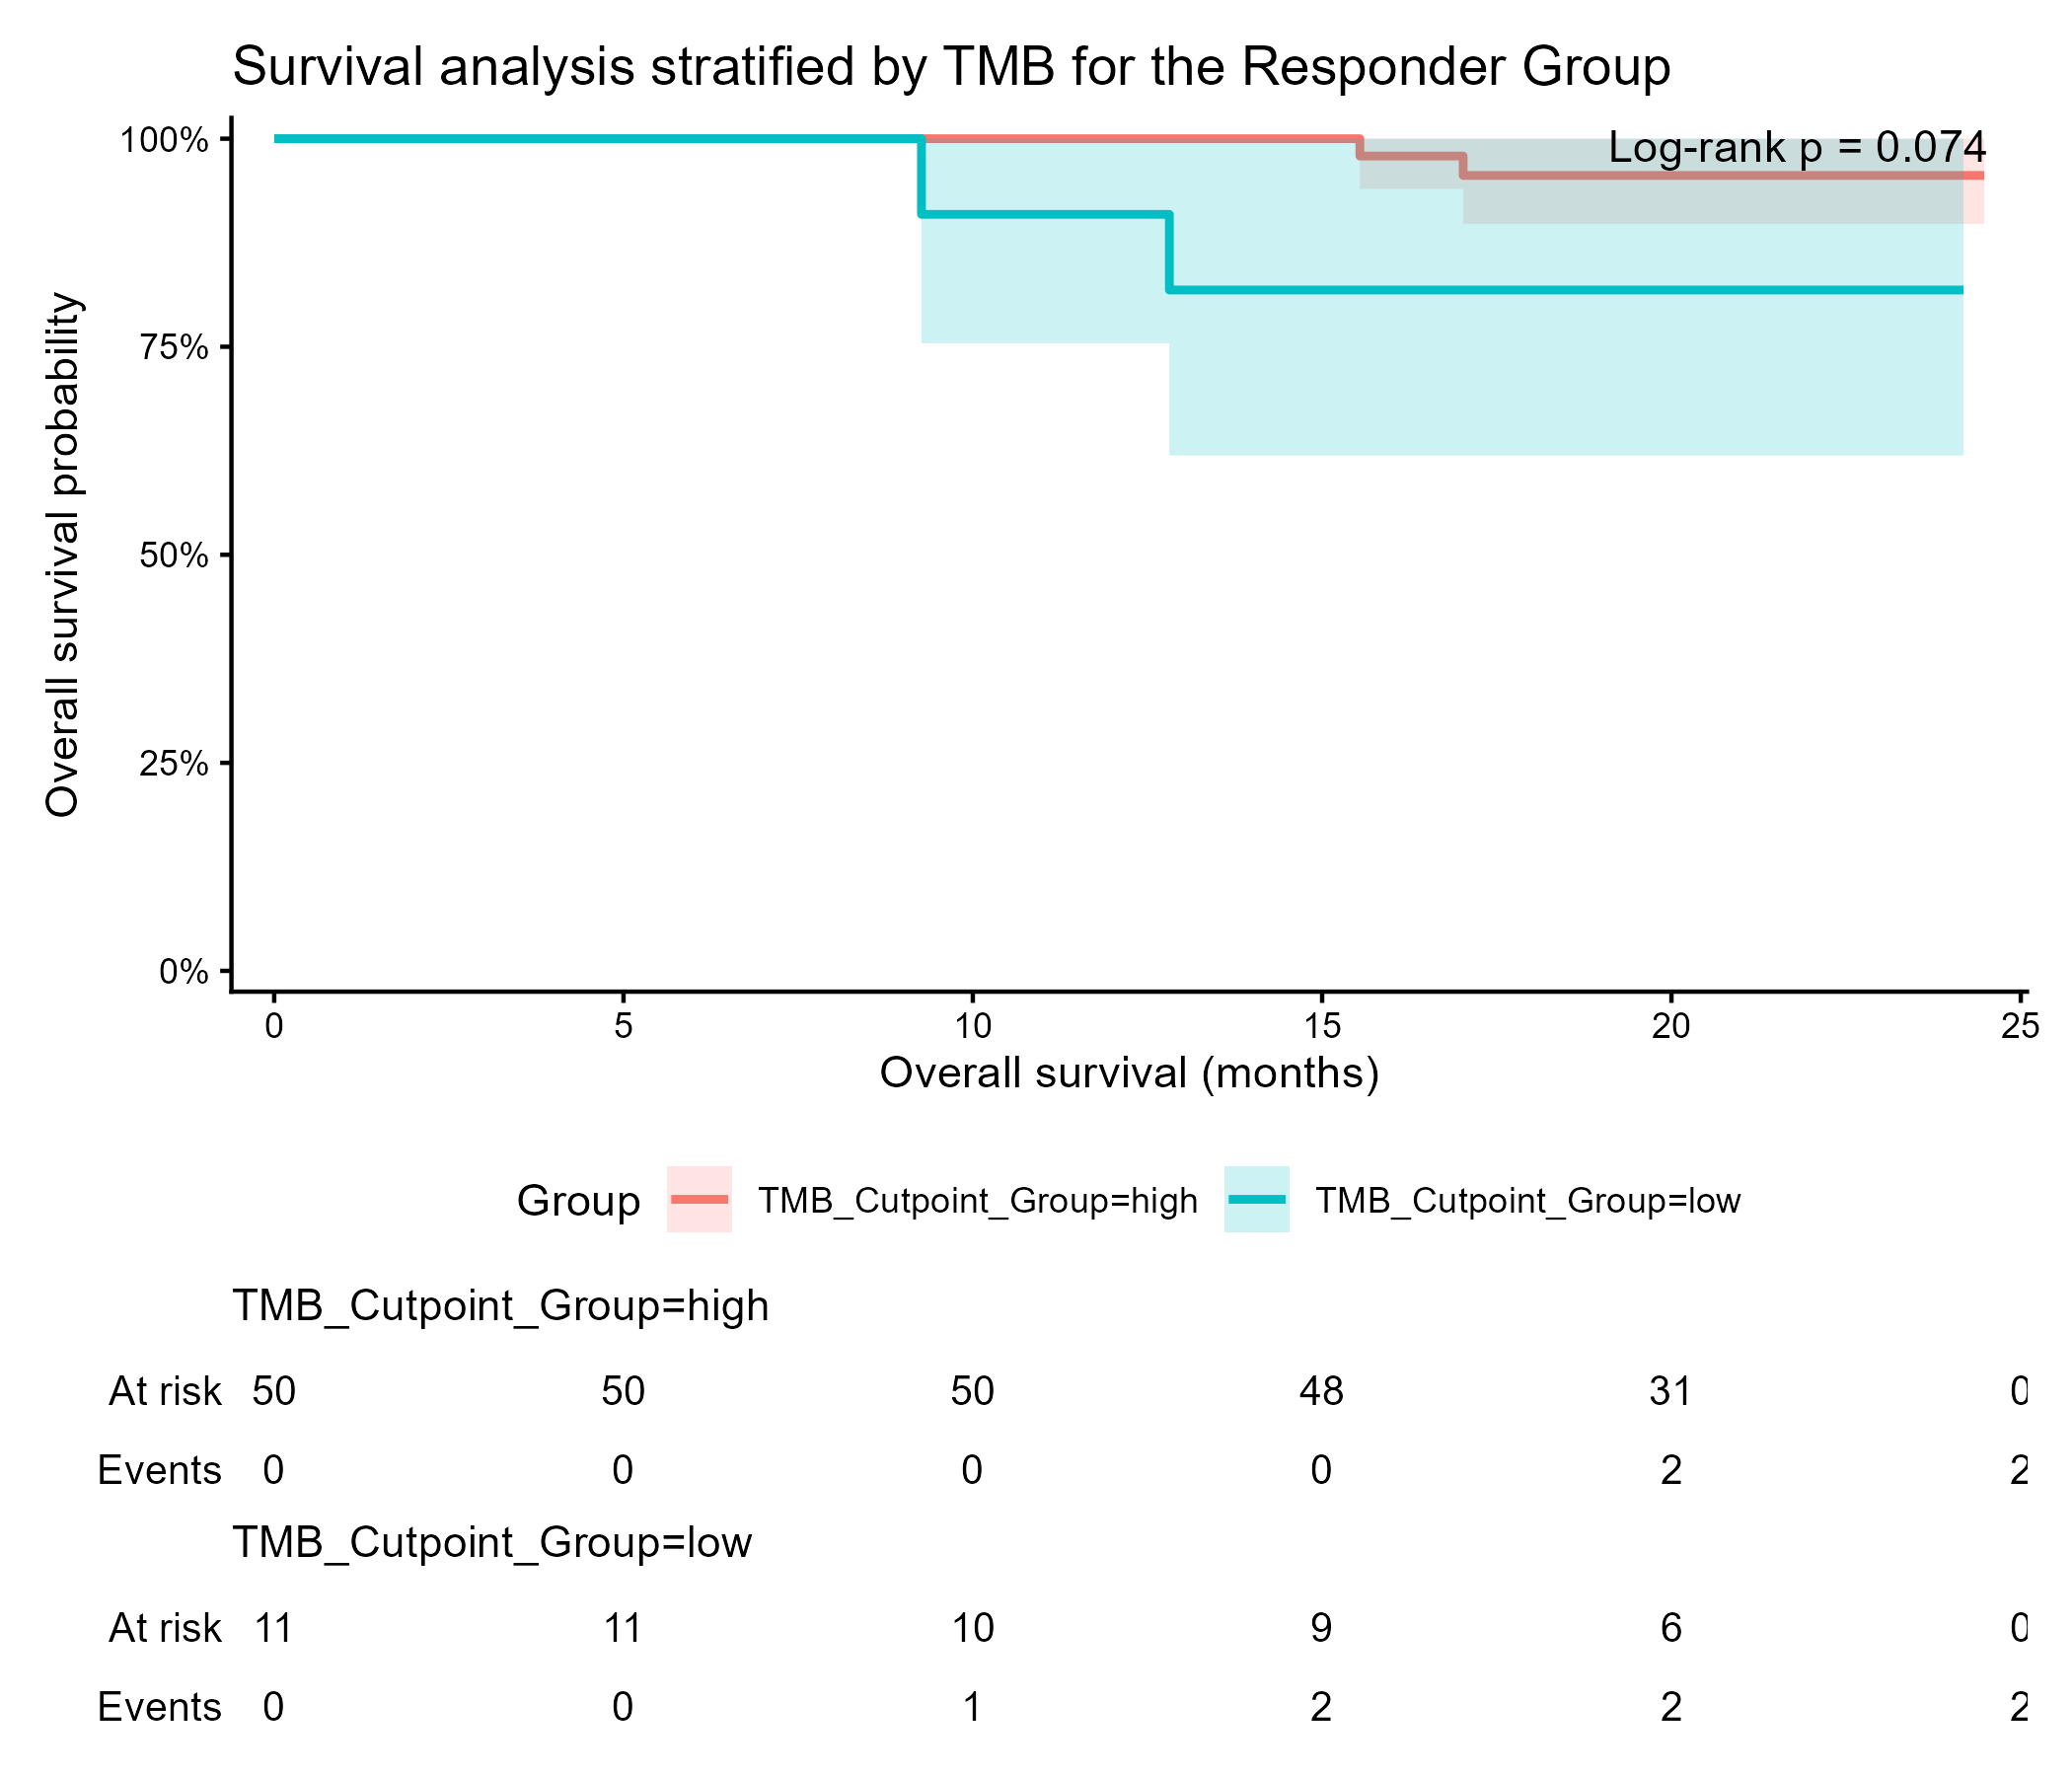 Survival analysis stratified by TMB for the Responder Group
Log-rank p = 0.074
100%
75%
50%
25%
0%
Overall survival probability
0 5 10 15 20 25
Overall survival (months)
Group TMB_Cutpoint_Group=high TMB_Cutpoint_Group=low
TMB_Cutpoint_Group=high
At risk 50 50 50 48 31 0
Events 0 0 0 0 2 2
TMB_Cutpoint_Group=low
At risk 11 11 10 9 6 0
Events 0 0 1 2 2 2